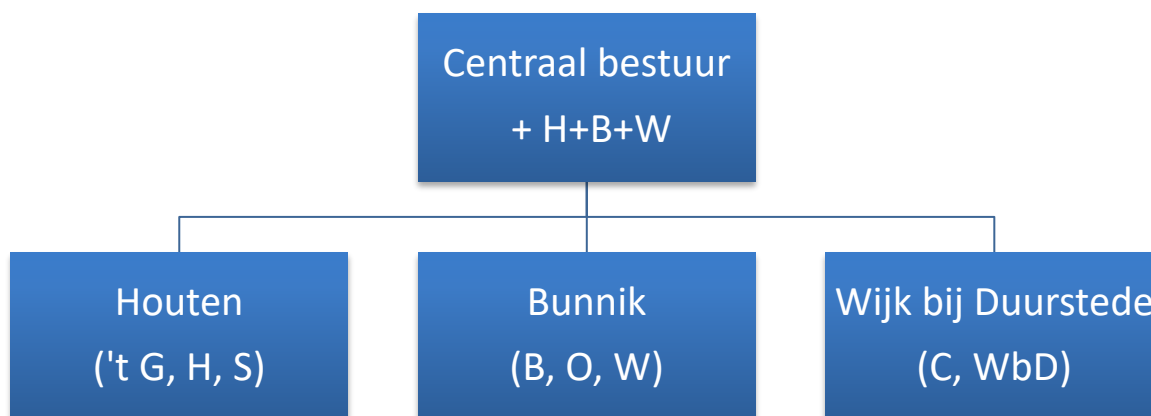 Centraal bestuur
+ H+B+W
Houten
('t G, H, S)
Bunnik
(B, O, W)
Wijk bij Duurstede
(C, WbD)